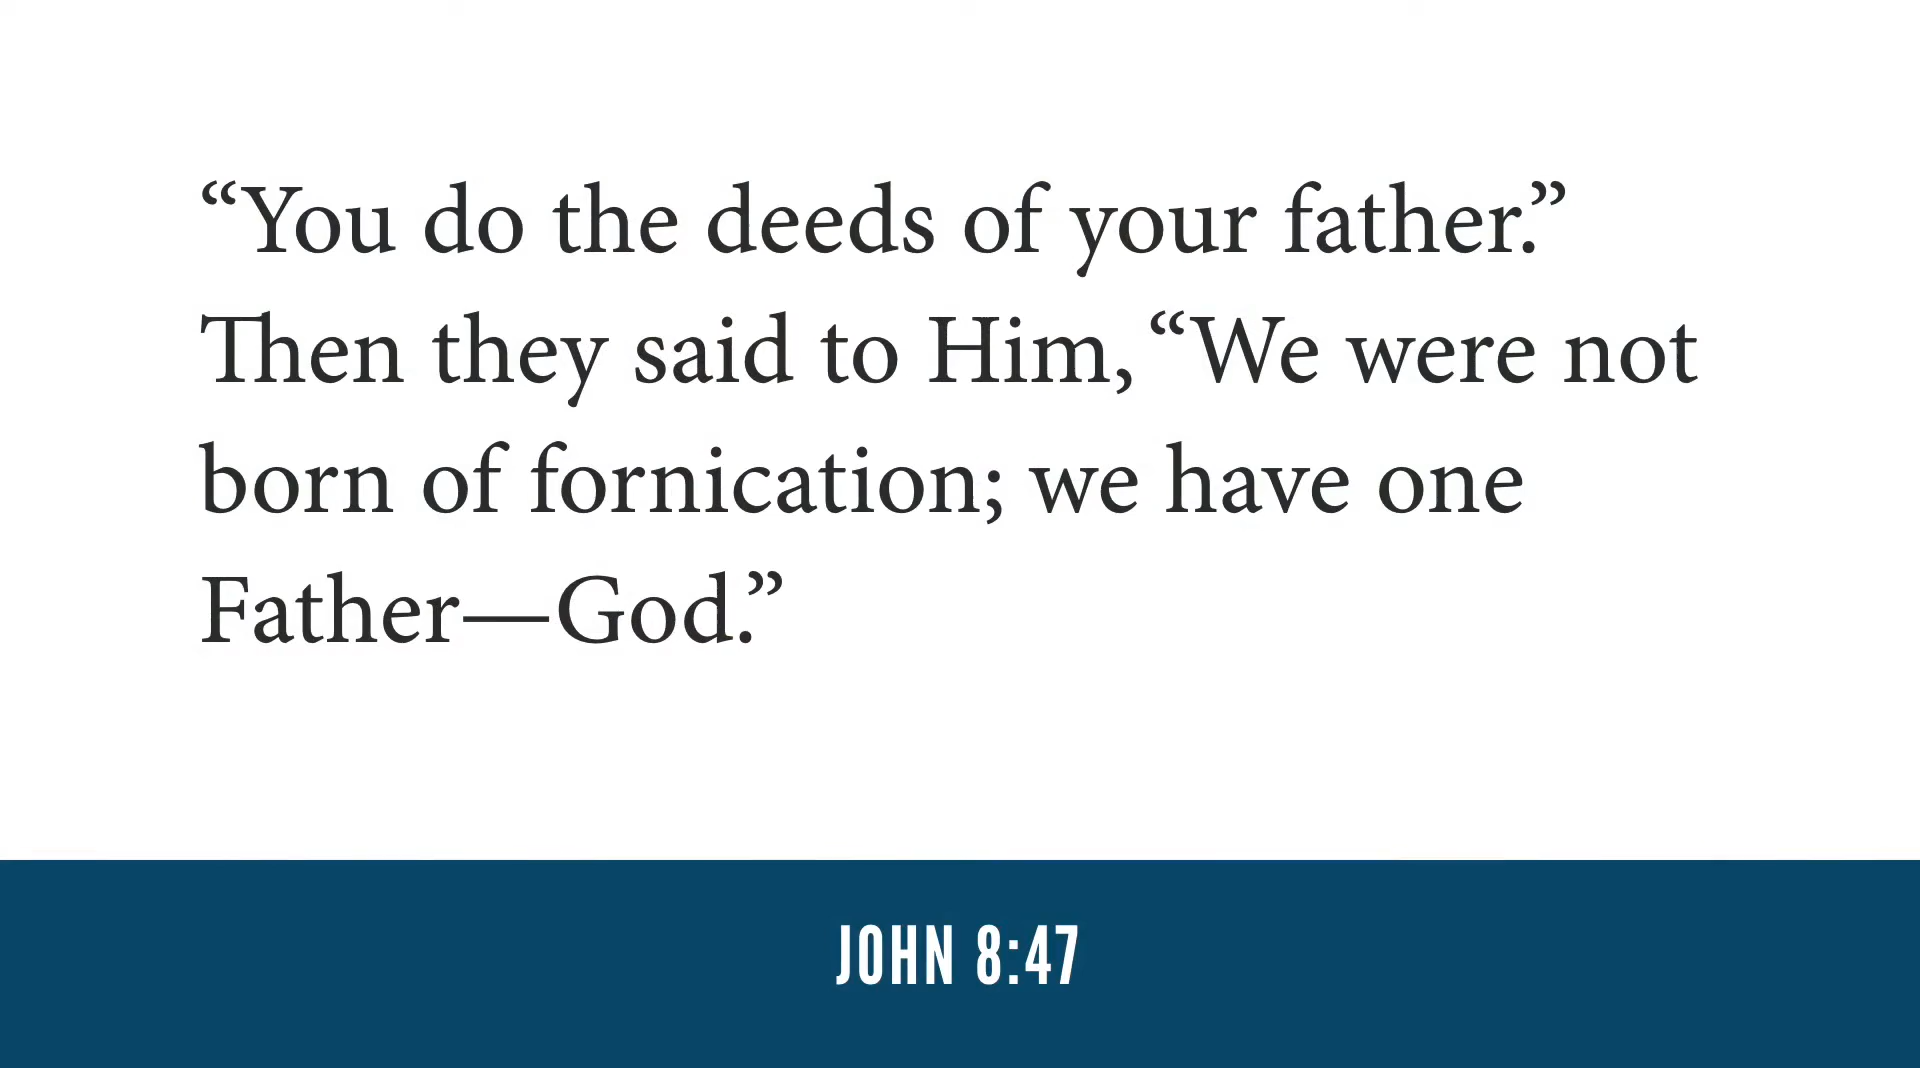 “You do the deeds of your father.”
Then they said to Him, “We were not
born of fornication; we have one
Father—God.”
JOHN 8:47